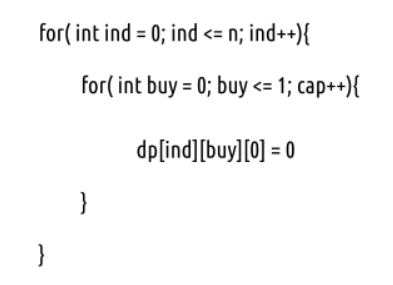 for( int ind = 0; ind <= n; ind++){
for( int buy = 0; buy <= 1; cap++){
dp[ind][buy][0] = 0
}
}